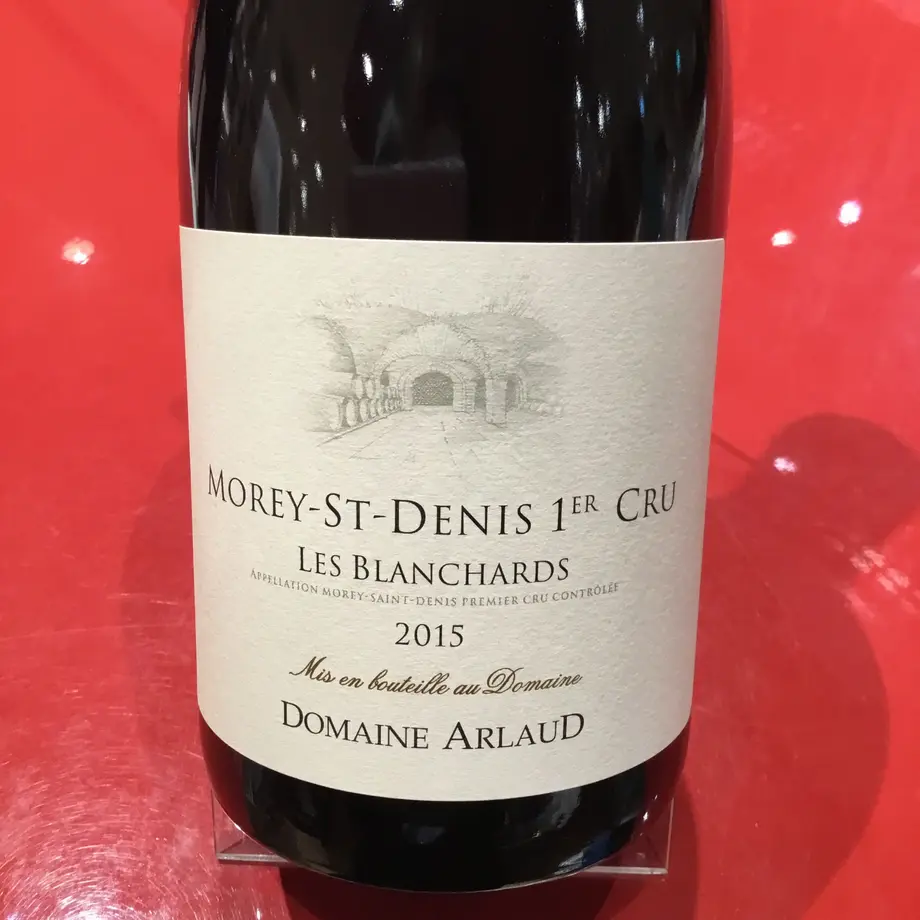 MOREY-ST-DENIS 1ER CRU
LES BLANCHARDS
APPELLATION MOREY-SAINT-DENIS PREMIER CRU CONTRÔLÉE
2015
Mis en bouteille au Domaine
DOMAINE ARLAUD